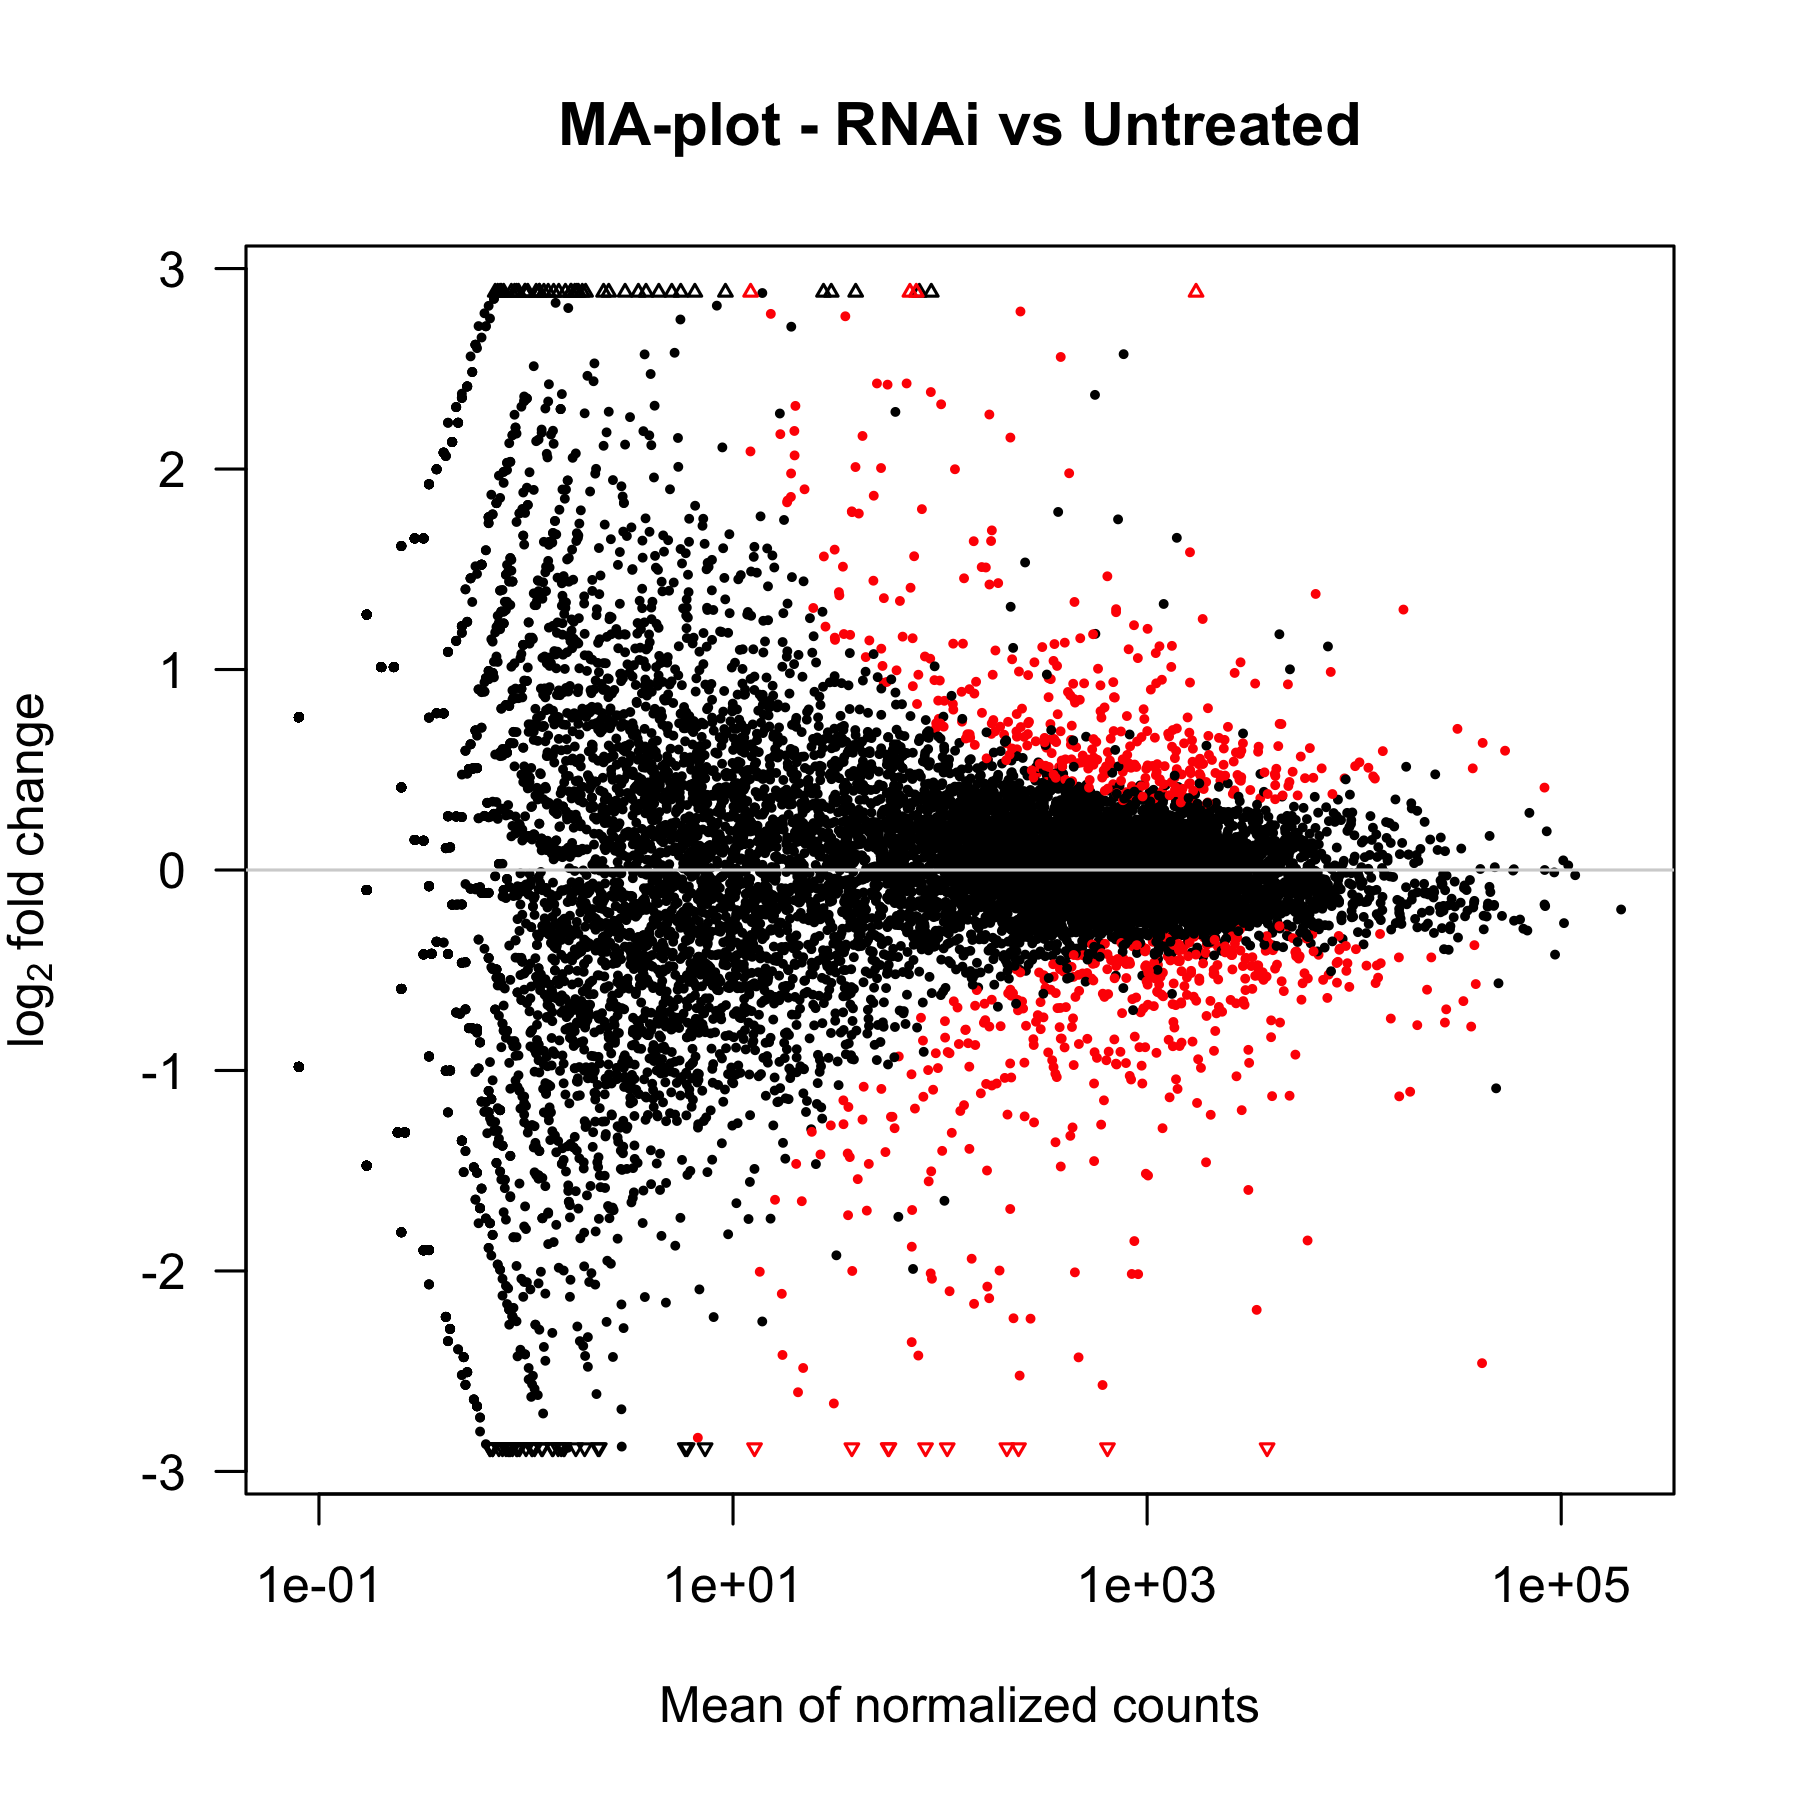 MA-plot - RNAi vs Untreated
log₂ fold change
3
2
1
0
-1
-2
-3
1e-01 1e+01 1e+03 1e+05
Mean of normalized counts